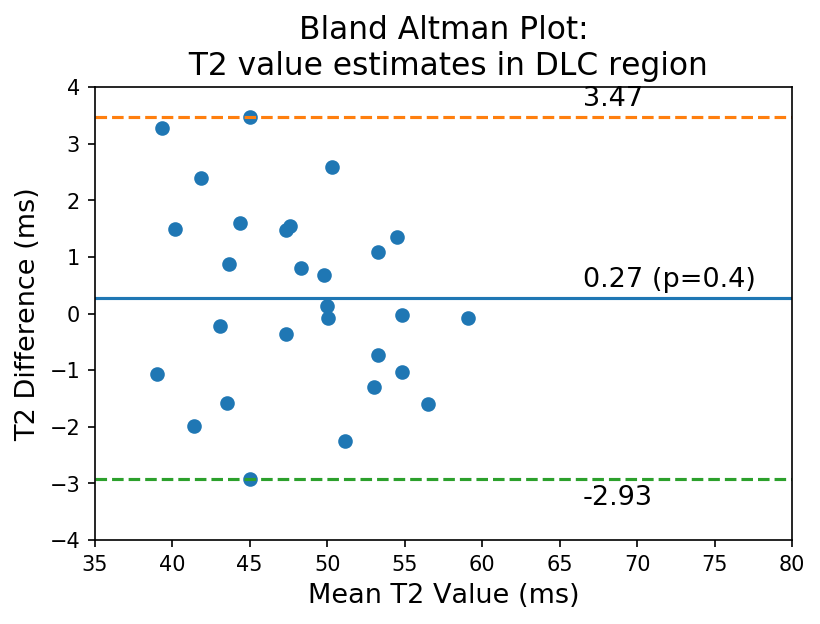 Bland Altman Plot:
T2 value estimates in DLC region
T2 Difference (ms)
4
3
2
1
0
−1
−2
−3
−4
3.47
0.27 (p=0.4)
-2.93
35 40 45 50 55 60 65 70 75 80
Mean T2 Value (ms)